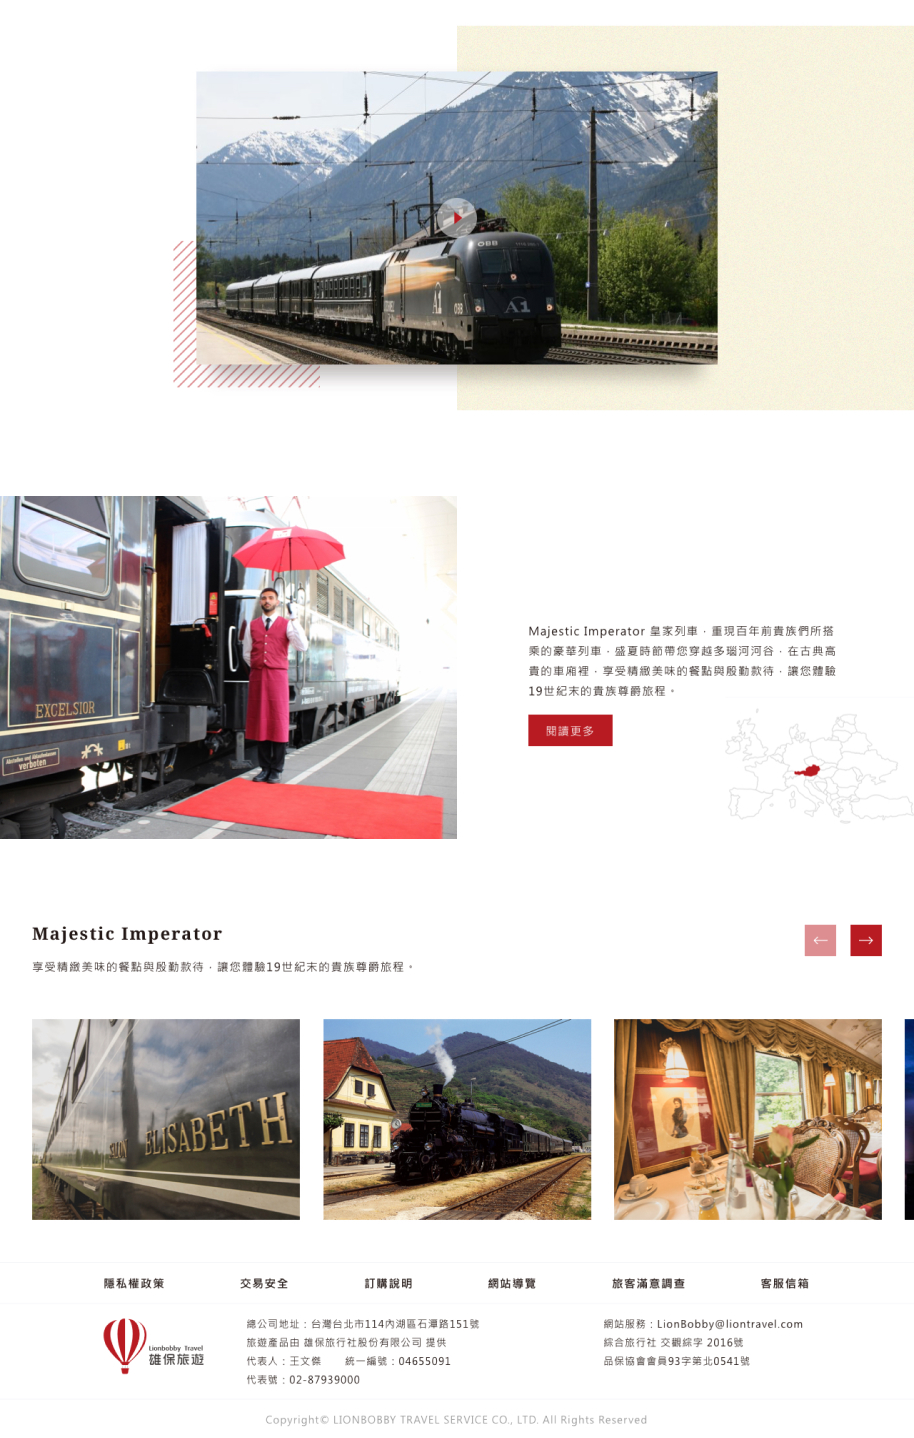 ÖBB
A1
ÖBB
EXCELSIOR
verboten
Majestic Imperator 皇家列車，重現百年前貴族們所搭
乘的豪華列車，盛夏時節帶您穿越多瑙河河谷，在古典高
貴的車廂裡，享受精緻美味的餐點與殷勤款待，讓您體驗
19世紀末的貴族尊爵旅程。
閱讀更多
Majestic Imperator
享受精緻美味的餐點與殷勤款待，讓您體驗19世紀末的貴族尊爵旅程。
ELISABETH
隱私權政策
交易安全
訂購說明
網站導覽
旅客滿意調查
客服信箱
Lionbobby Travel
雄保旅遊
總公司地址：台灣台北市114內湖區石潭路151號
旅遊產品由 雄保旅行社股份有限公司 提供
代表人：王文傑 統一編號：04655091
代表號：02-87939000
網站服務：LionBobby@liontravel.com
綜合旅行社 交觀綜字 2016號
品保協會會員93字第北0541號
Copyright© LIONBOBBY TRAVEL SERVICE CO., LTD. All Rights Reserved